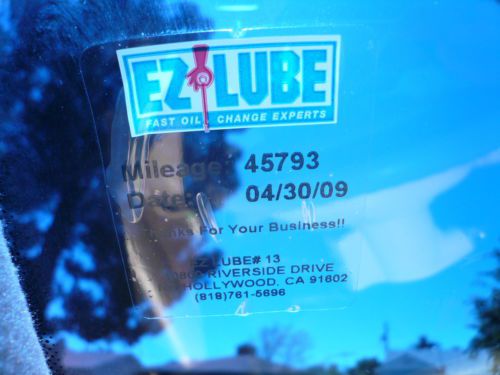 EZ LUBE
FAST OIL CHANGE EXPERTS
Mileage: 45793
Date: 04/30/09
Thanks For Your Business!!
EZ LUBE# 13
RIVERSIDE DRIVE
HOLLYWOOD, CA 91602
(818)761-5696